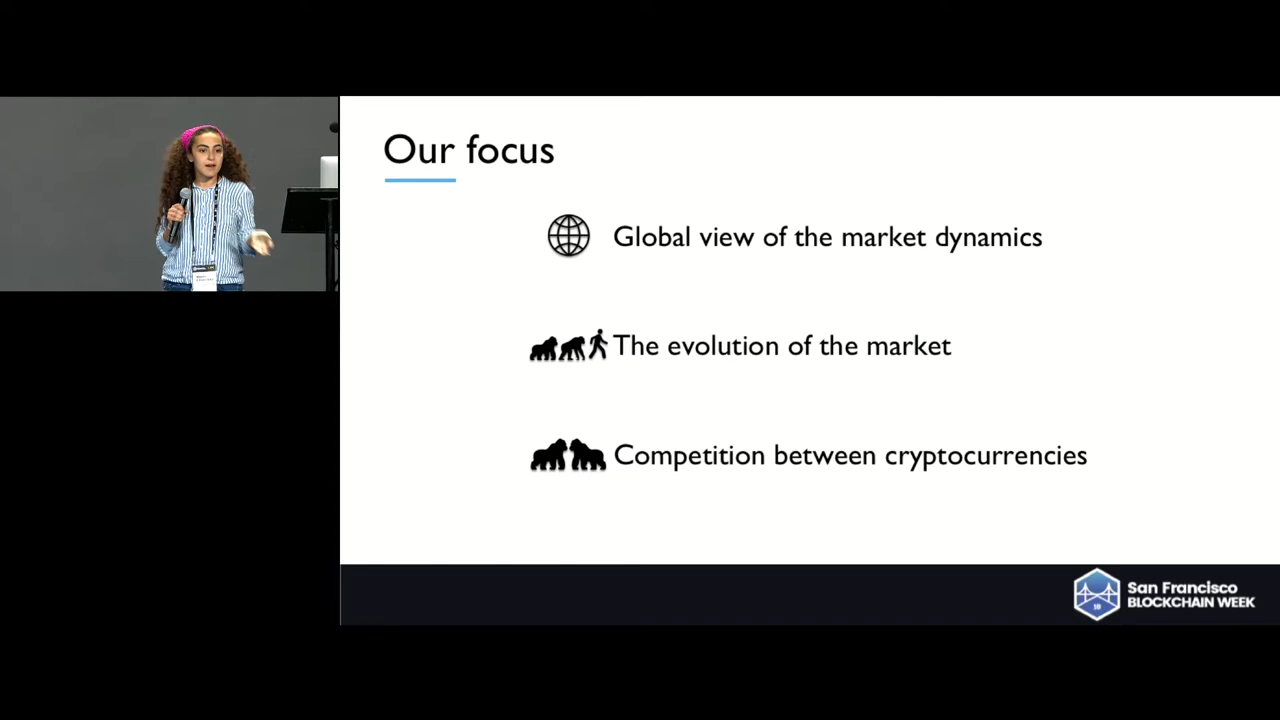 Our focus
Global view of the market dynamics
The evolution of the market
Competition between cryptocurrencies
San Francisco
BLOCKCHAIN WEEK